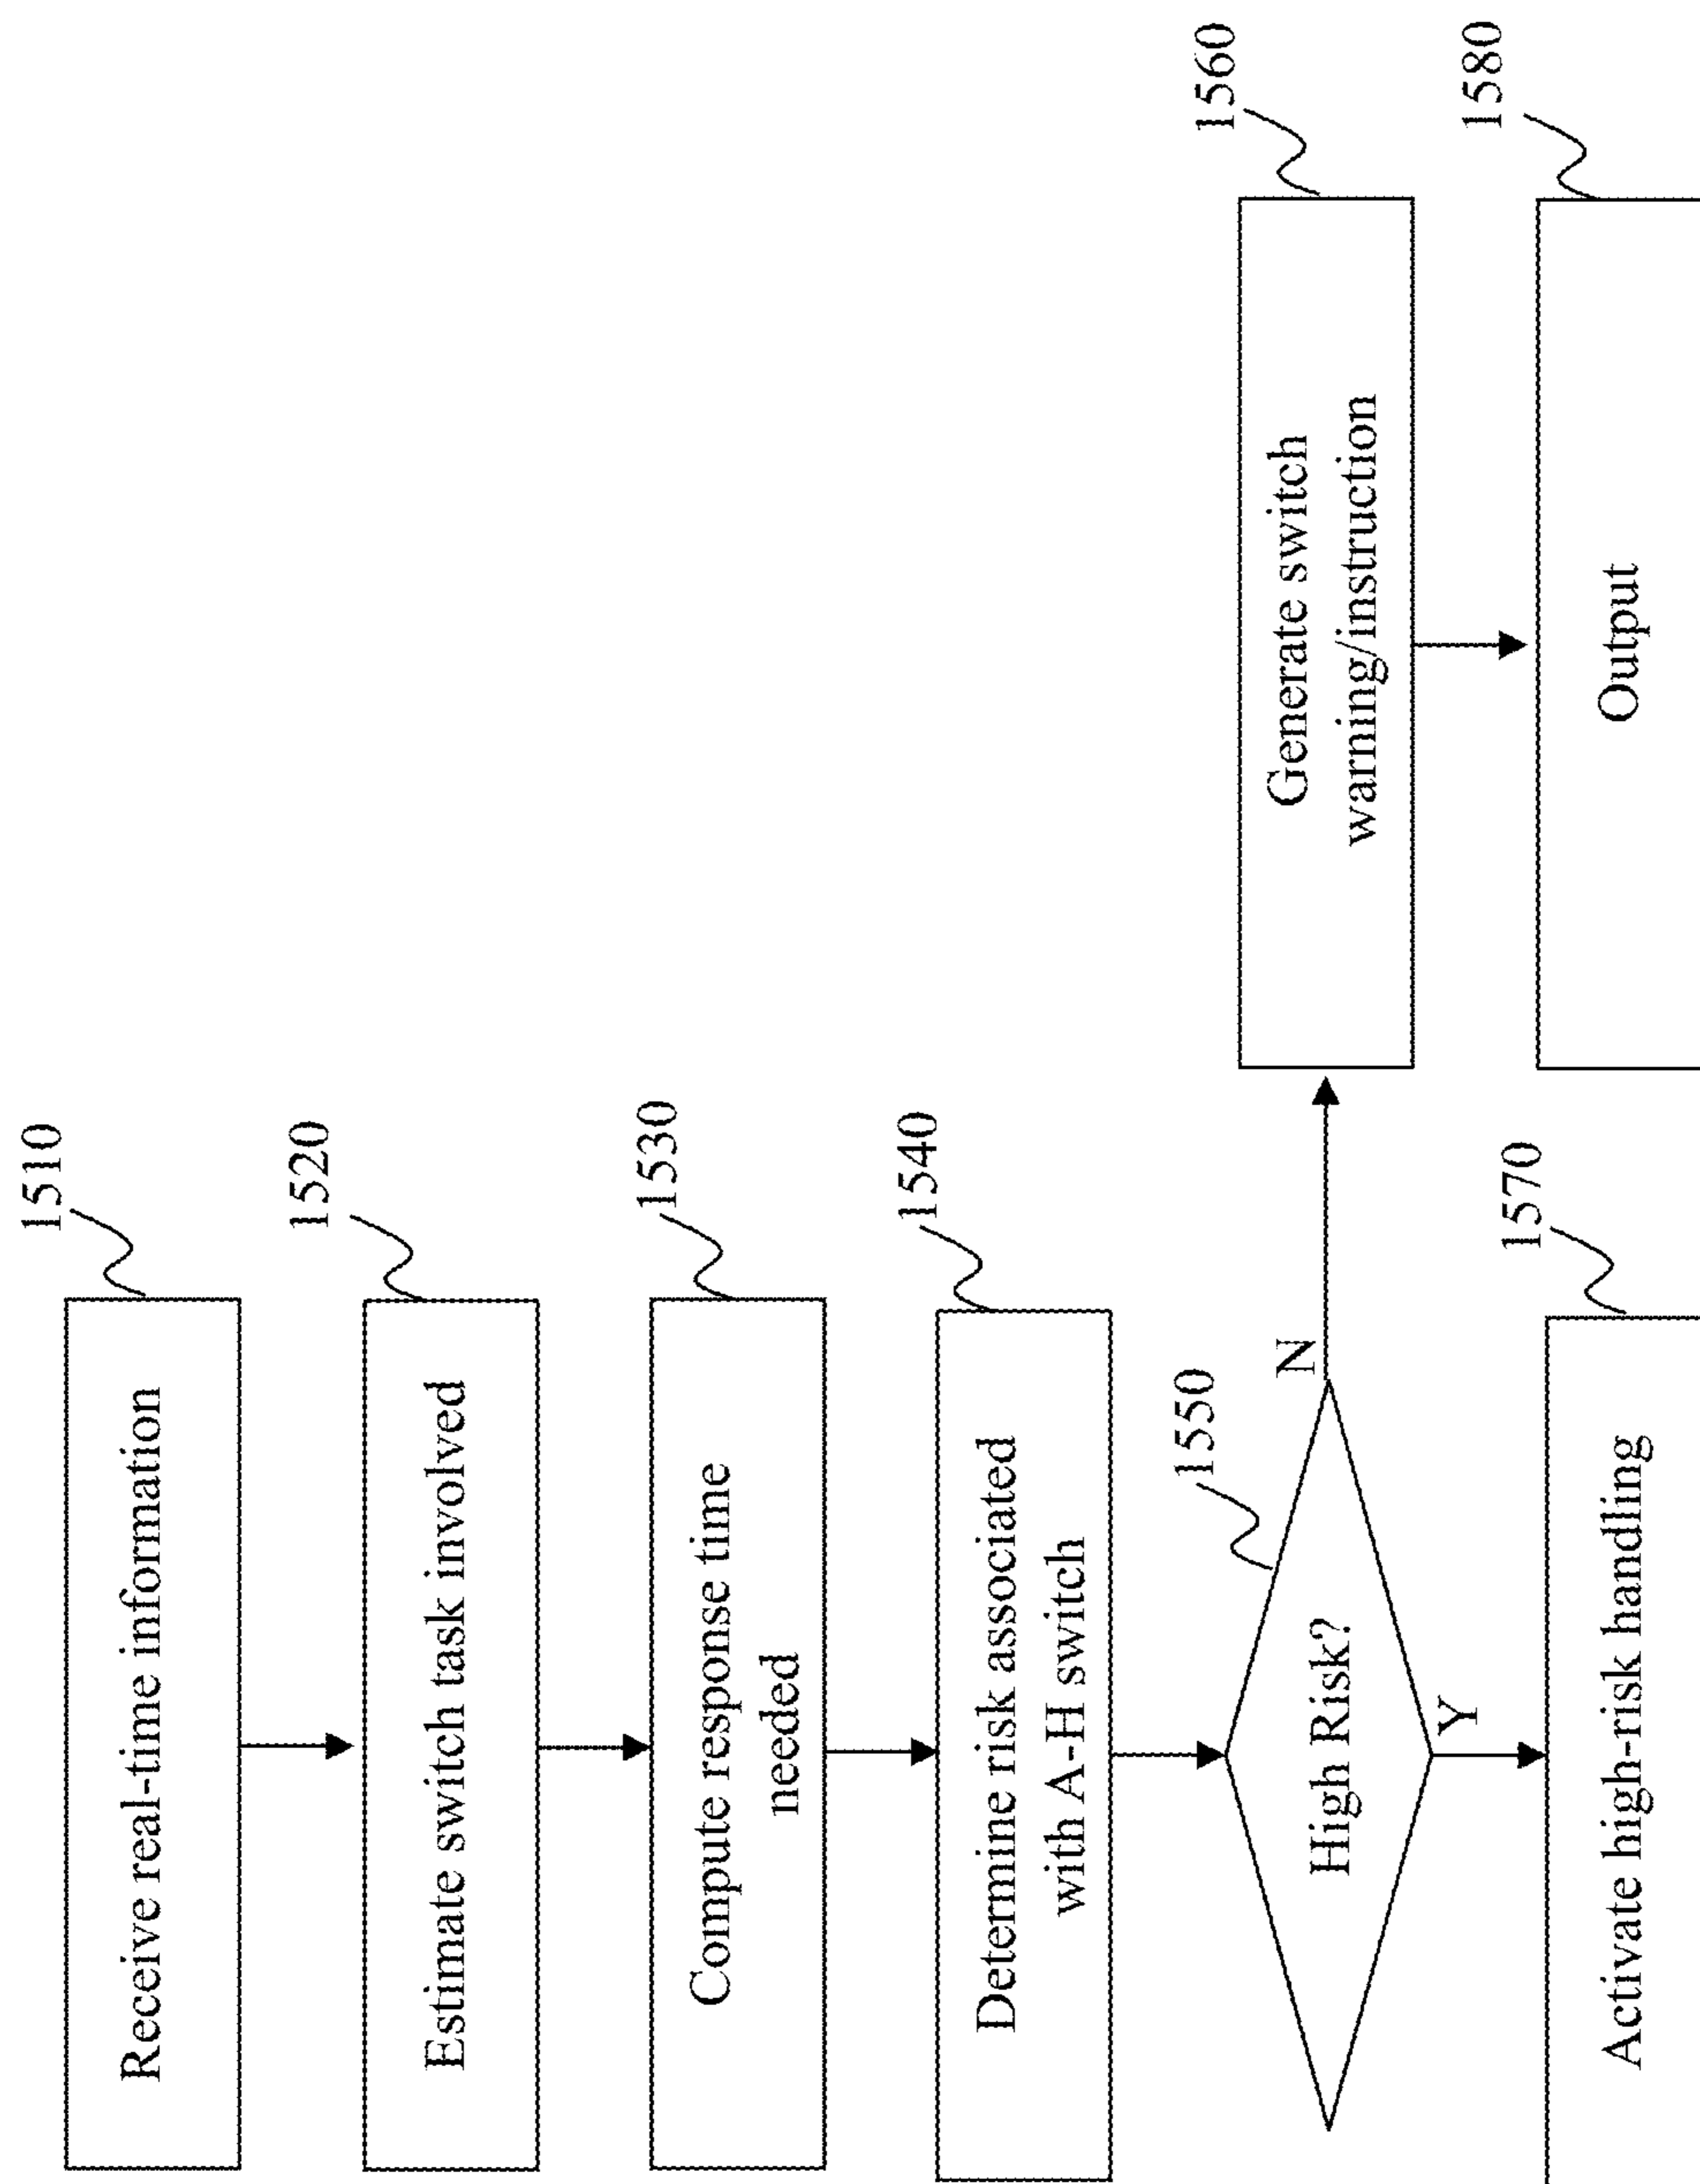 1510
Receive real-time information
1520
Estimate switch task involved
1530
Compute response time
needed
1540
Determine risk associated
with A-H switch
1550
High Risk?
N
Y
1560
Generate switch
warning/instruction
1570
Activate high-risk handling
1580
Output